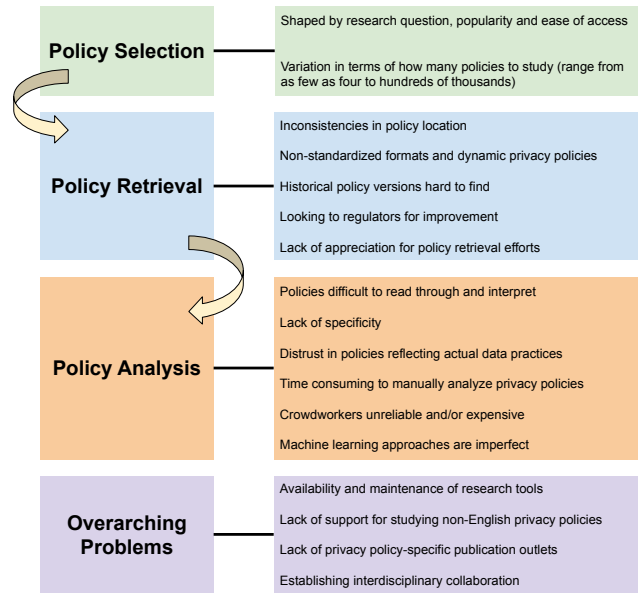 Policy Selection
Shaped by research question, popularity and ease of access
Variation in terms of how many policies to study (range from
as few as four to hundreds of thousands)
Policy Retrieval
Inconsistencies in policy location
Non-standardized formats and dynamic privacy policies
Historical policy versions hard to find
Looking to regulators for improvement
Lack of appreciation for policy retrieval efforts
Policy Analysis
Policies difficult to read through and interpret
Lack of specificity
Distrust in policies reflecting actual data practices
Time consuming to manually analyze privacy policies
Crowdworkers unreliable and/or expensive
Machine learning approaches are imperfect
Overarching
Problems
Availability and maintenance of research tools
Lack of support for studying non-English privacy policies
Lack of privacy policy-specific publication outlets
Establishing interdisciplinary collaboration